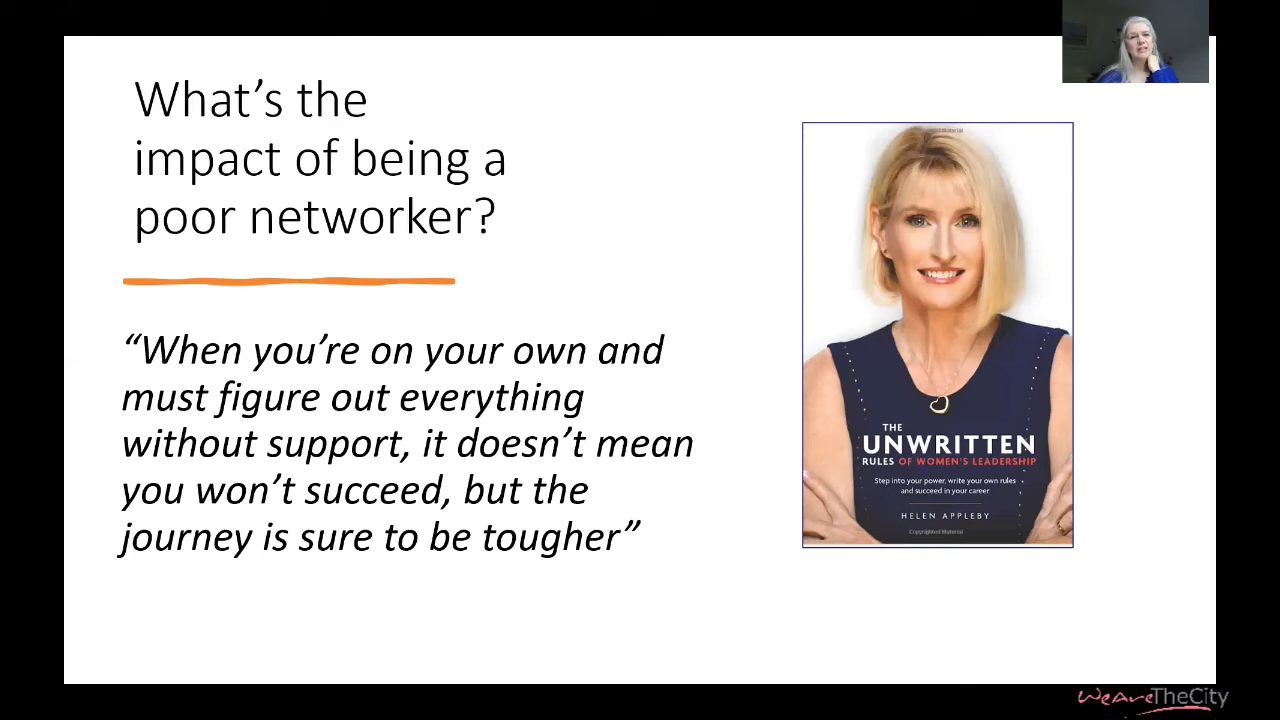 What's the
impact of being a
poor networker?
“When you're on your own and
must figure out everything
without support, it doesn't mean
you won't succeed, but the
journey is sure to be tougher”
THE
UNWRITTEN
RULES OF WOMEN'S LEADERSHIP
Step into your power, write your own rules
and succeed in your career
HELEN APPLEBY
Copyrighted Material
WeAreTheCity